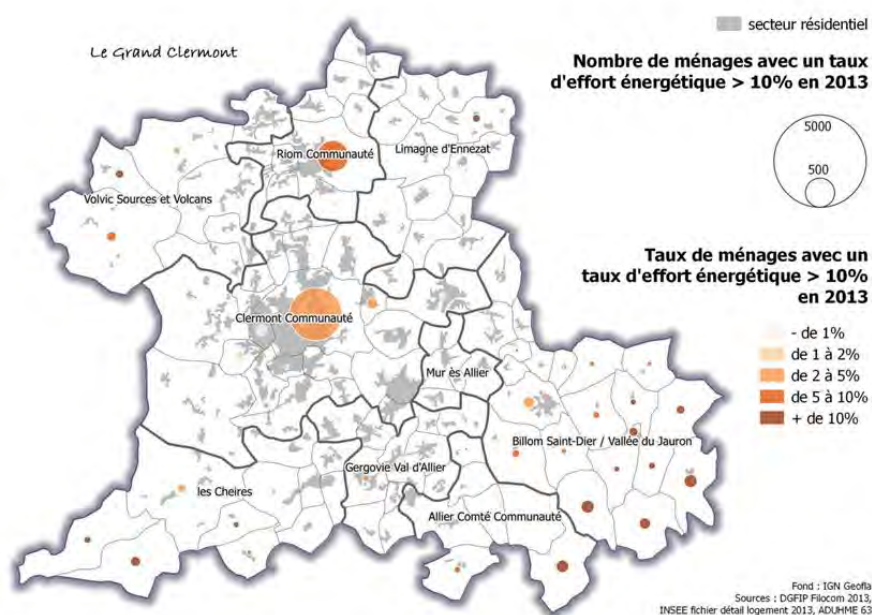 Le Grand Clermont
secteur résidentiel
Nombre de ménages avec un taux
d'effort énergétique > 10% en 2013
5000
500
Riom Communauté
Limagne d'Ennezat
Volvic Sources et Volcans
Taux de ménages avec un
taux d'effort énergétique > 10%
en 2013
Clermont Communauté
- de 1%
de 1 à 2%
de 2 à 5%
de 5 à 10%
+ de 10%
Mur ès Allier
Billom Saint-Dier / Vallée du Jauron
Gergovie Val d'Allier
les Cheires
Allier Comté Communauté
Fond : IGN Geofla
Sources : DGFIP Filocom 2013,
INSEE fichier détail logement 2013, ADUHME 63